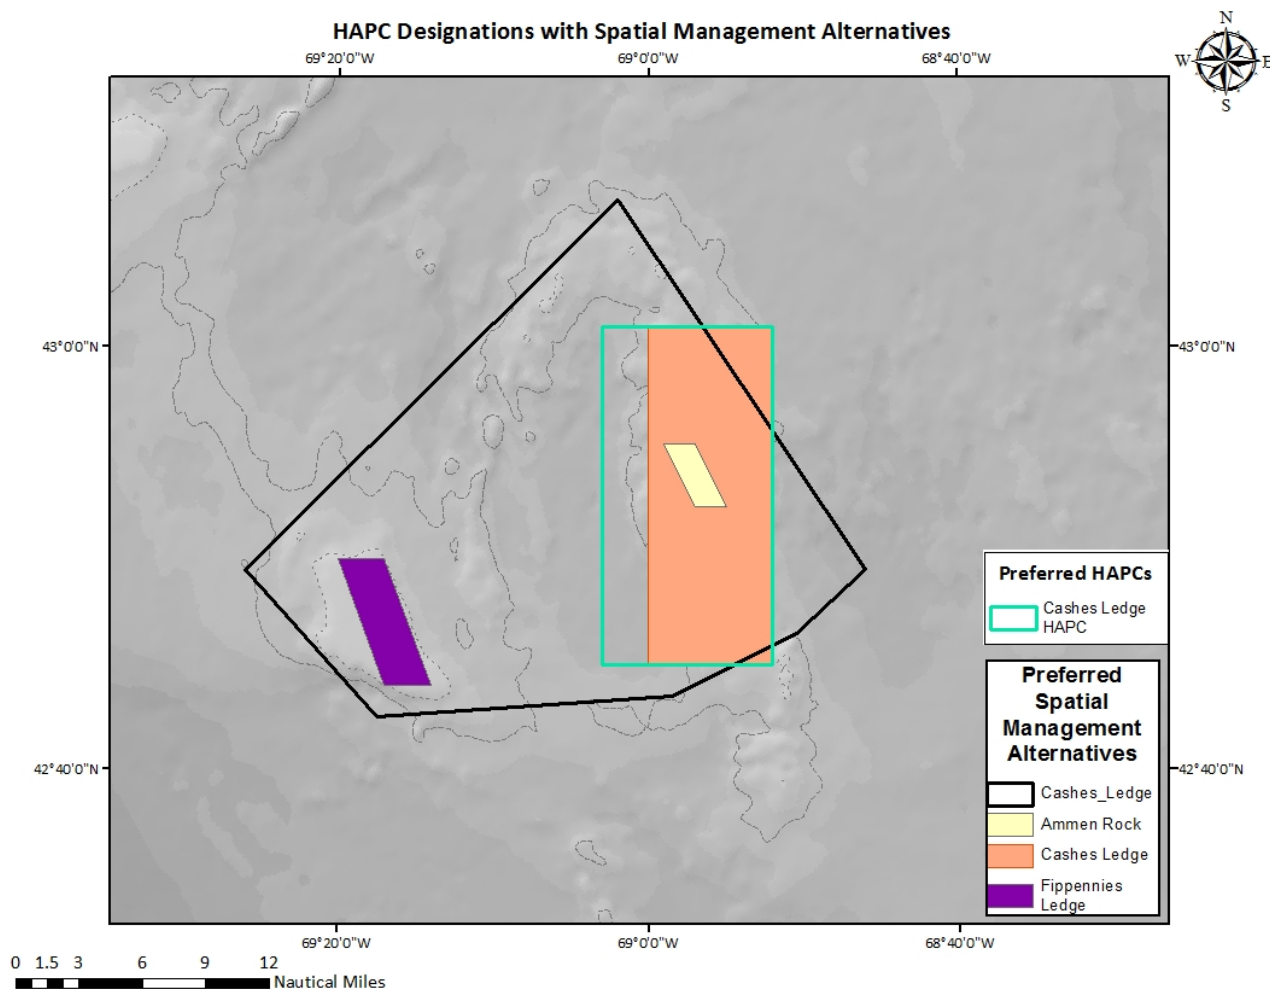 HAPC Designations with Spatial Management Alternatives
N
W E
S
69°20'0"W 69°0'0"W 68°40'0"W
43°0'0"N 43°0'0"N
42°40'0"N 42°40'0"N
Preferred HAPCs
Cashes Ledge
HAPC
Preferred
Spatial
Management
Alternatives
Cashes_Ledge
Ammen Rock
Cashes Ledge
Fippennies
Ledge
69°20'0"W 69°0'0"W 68°40'0"W
0 1.5 3 6 9 12
Nautical Miles